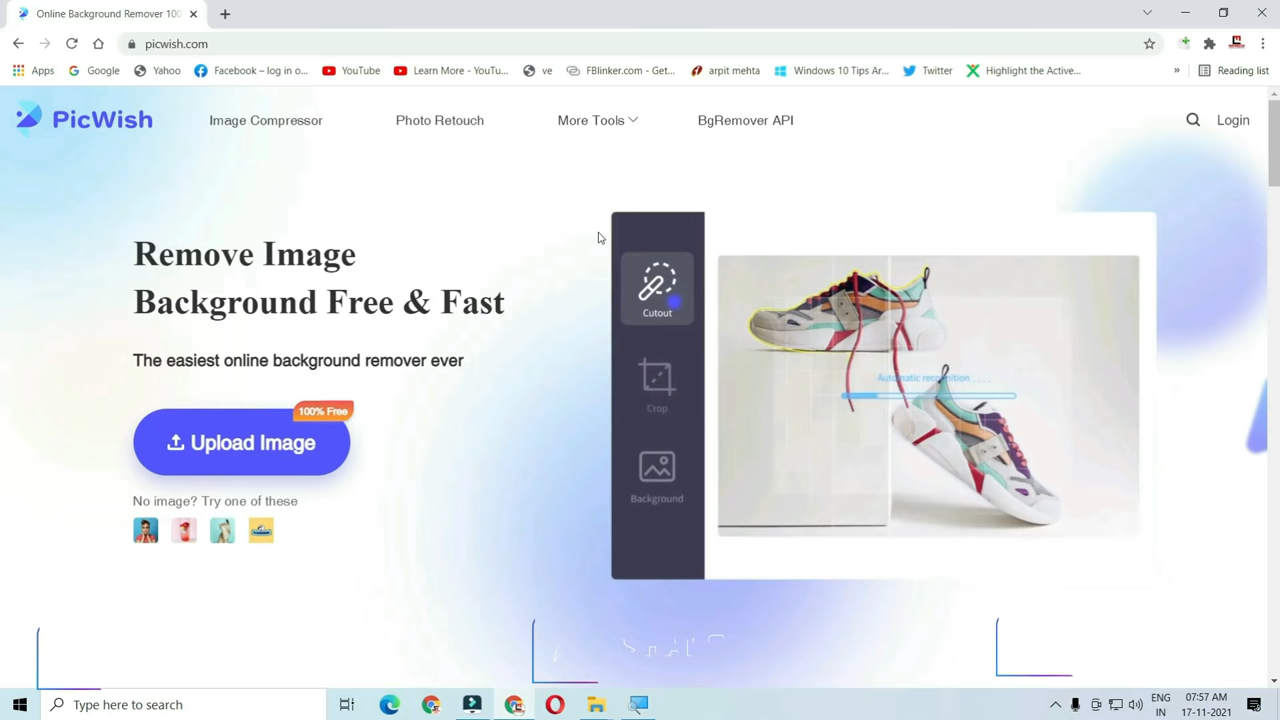 Online Background Remover 100
picwish.com
Apps Google Yahoo Facebook – log in o... YouTube Learn More - YouTu... ve FBlinker.com - Get... arpit mehta Windows 10 Tips Ar... Twitter Highlight the Active... » Reading list
PicWish Image Compressor Photo Retouch More Tools BgRemover API Login
Remove Image
Background Free & Fast
The easiest online background remover ever
100% Free
Upload Image
No image? Try one of these
Cutout
Crop
Background
Automatic recognition ....
Type here to search
ENG
IN
07:57 AM
17-11-2021